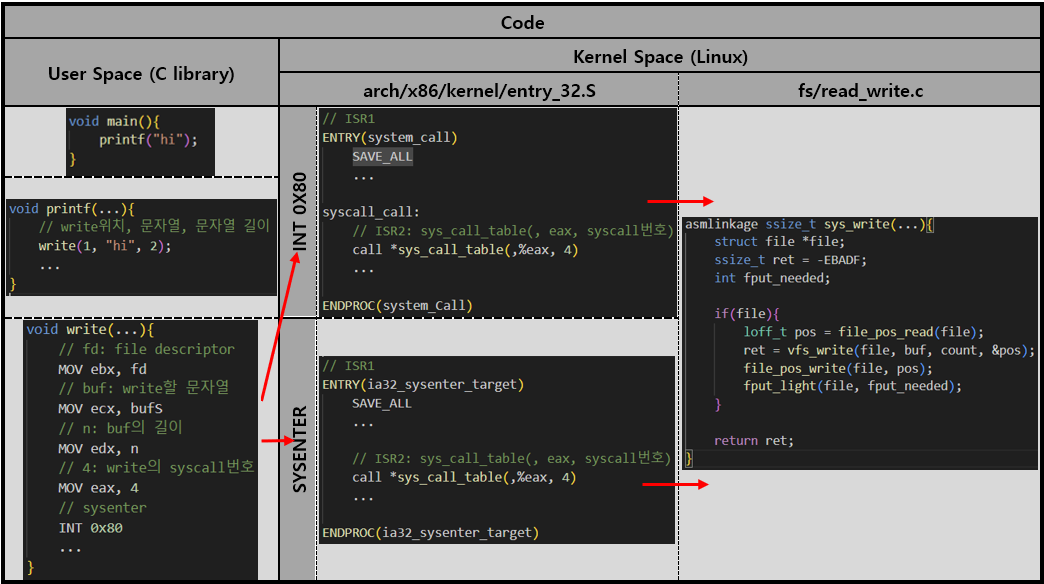 Code
User Space (C library)
Kernel Space (Linux)
arch/x86/kernel/entry_32.S
fs/read_write.c
void main(){
printf("hi");
}
void printf(...){
// write위치, 문자열, 문자열 길이
write(1, "hi", 2);
...
}
void write(...){
// fd: file descriptor
MOV ebx, fd
// buf: write할 문자열
MOV ecx, bufS
// n: buf의 길이
MOV edx, n
// 4: write의 syscall번호
MOV eax, 4
// sysenter
INT 0x80
...
}
INT 0X80
// ISR1
ENTRY(system_call)
SAVE_ALL
...
syscall_call:
// ISR2: sys_call_table(, eax, syscall번호)
call *sys_call_table(,%eax, 4)
...
ENDPROC(system_Call)
SYSENTER
// ISR1
ENTRY(ia32_sysenter_target)
SAVE_ALL
...
// ISR2: sys_call_table(, eax, syscall번호)
call *sys_call_table(,%eax, 4)
...
ENDPROC(ia32_sysenter_target)
asmlinkage ssize_t sys_write(...){
struct file *file;
ssize_t ret = -EBADF;
int fput_needed;
if(file){
loff_t pos = file_pos_read(file);
ret = vfs_write(file, buf, count, &pos);
file_pos_write(file, pos);
fput_light(file, fput_needed);
}
return ret;
}